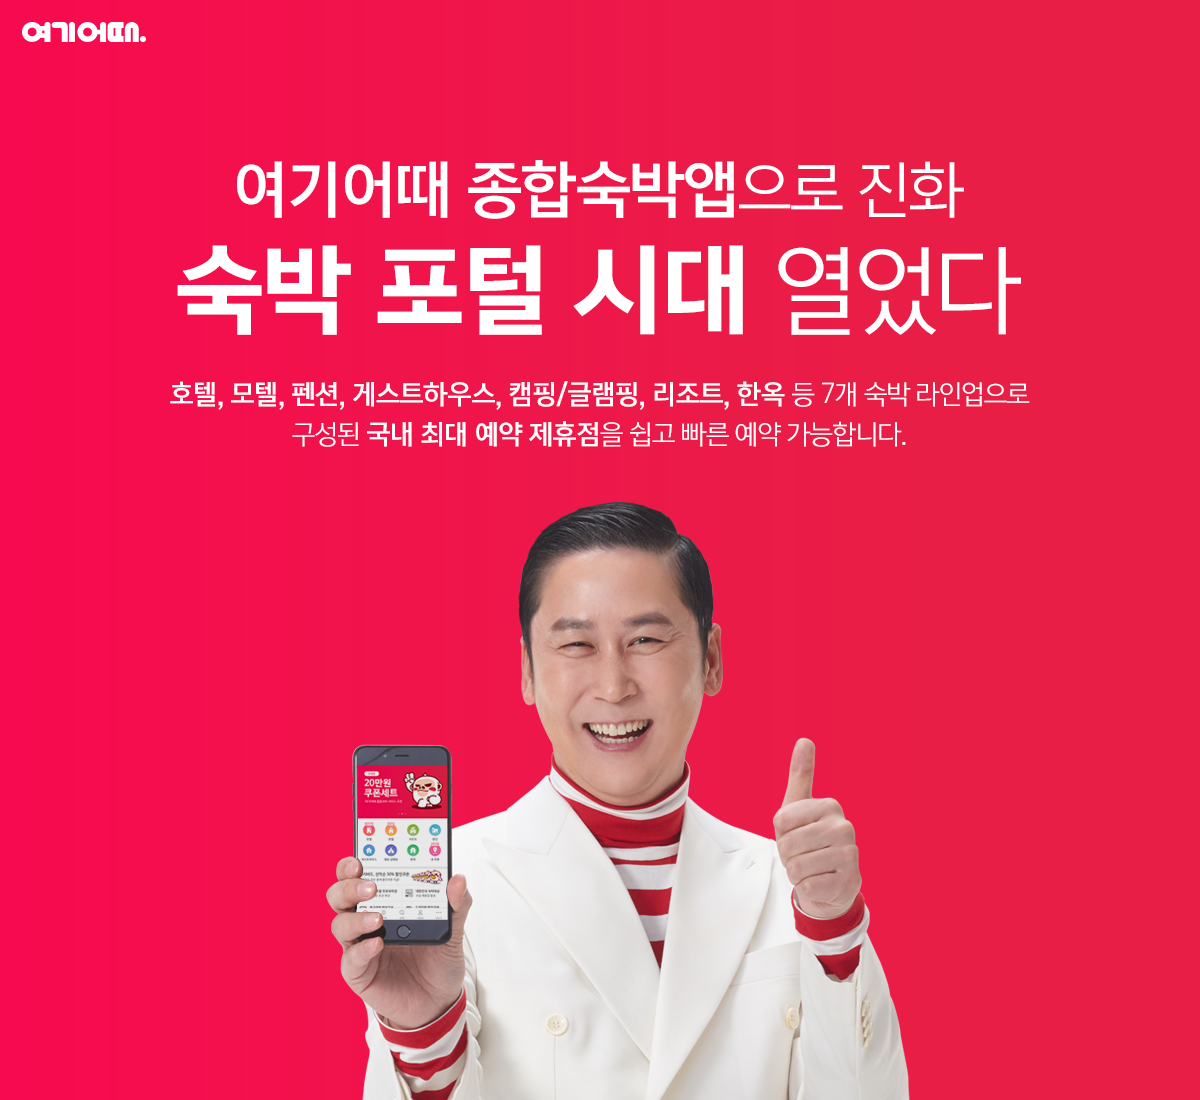 여기어때.
여기어때 종합숙박앱으로 진화
숙박 포털 시대 열었다
호텔, 모텔, 펜션, 게스트하우스, 캠핑/글램핑, 리조트, 한옥 등 7개 숙박 라인업으로
구성된 국내 최대 예약 제휴점을 쉽고 빠른 예약 가능합니다.
20만원
쿠폰세트